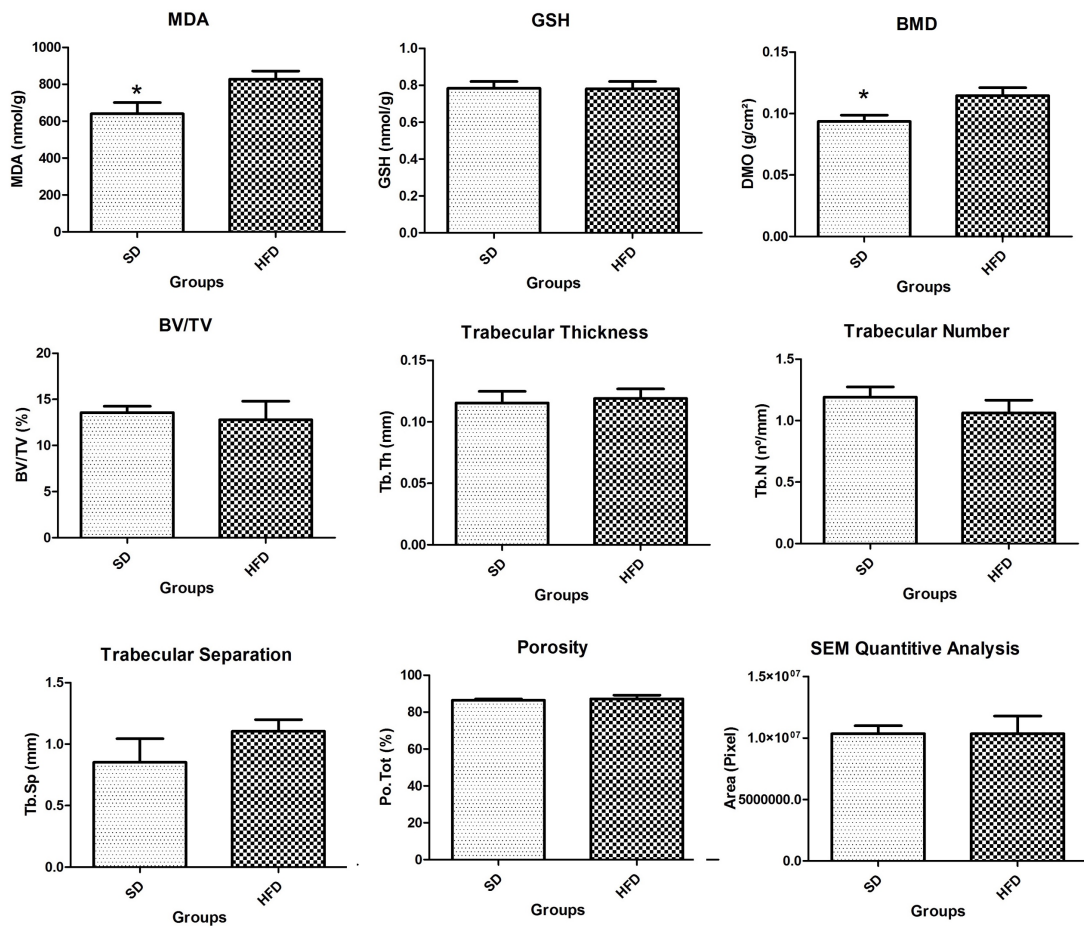 MDA
1000
800
600
400
200
0
MDA (nmol/g)
*
SD
HFD
Groups
GSH
1.0
0.8
0.6
0.4
0.2
0.0
GSH (nmol/g)
SD
HFD
Groups
BMD
0.15
0.10
0.05
0.00
DMO (g/cm²)
*
SD
HFD
Groups
BV/TV
20
15
10
5
0
BV/TV (%)
SD
HFD
Groups
Trabecular Thickness
0.15
0.10
0.05
0.00
Tb.Th (mm)
SD
HFD
Groups
Trabecular Number
1.5
1.0
0.5
0.0
Tb.N (nº/mm)
SD
HFD
Groups
Trabecular Separation
1.5
1.0
0.5
0.0
Tb.Sp (mm)
SD
HFD
Groups
Porosity
100
80
60
40
20
0
Po.Tot (%)
SD
HFD
Groups
SEM Quantitive Analysis
1.5×10⁰⁷
1.0×10⁰⁷
5000000.0
0.0
Area (Pixel)
SD
HFD
Groups